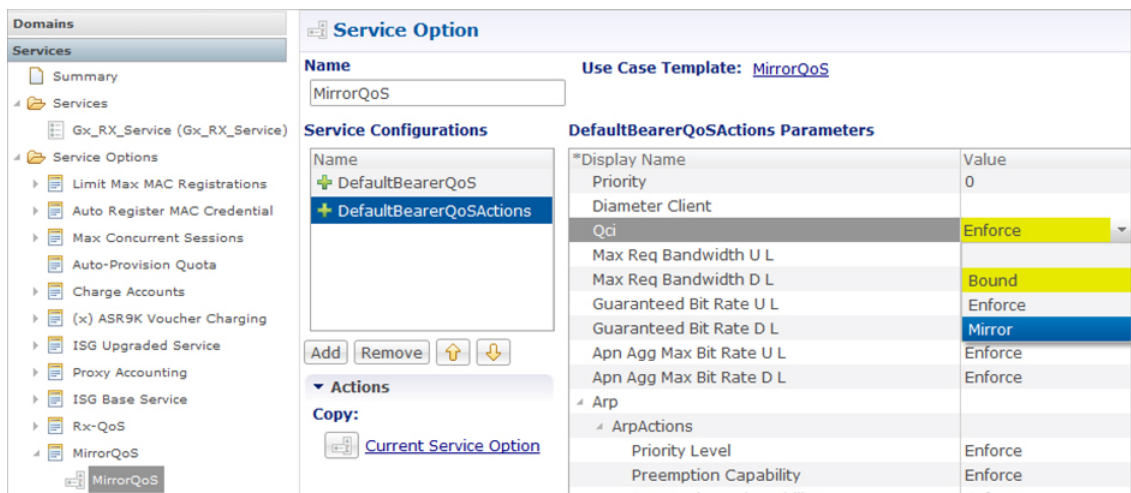 Domains
Services
Summary
Services
Gx_RX_Service (Gx_RX_Service)
Service Options
Limit Max MAC Registrations
Auto Register MAC Credential
Max Concurrent Sessions
Auto-Provision Quota
Charge Accounts
(x) ASR9K Voucher Charging
ISG Upgraded Service
Proxy Accounting
ISG Base Service
Rx-QoS
MirrorQoS
MirrorQoS
Service Option
Name
MirrorQoS
Use Case Template: MirrorQoS
Service Configurations
Name
DefaultBearerQoS
DefaultBearerQoSActions
Add Remove
Actions
Copy:
Current Service Option
DefaultBearerQoSActions Parameters
*Display Name Value
Priority 0
Diameter Client
Qci Enforce
Max Req Bandwidth U L
Max Req Bandwidth D L Bound
Guaranteed Bit Rate U L Enforce
Guaranteed Bit Rate D L Mirror
Apn Agg Max Bit Rate U L Enforce
Apn Agg Max Bit Rate D L Enforce
Arp
ArpActions
Priority Level Enforce
Preemption Capability Enforce